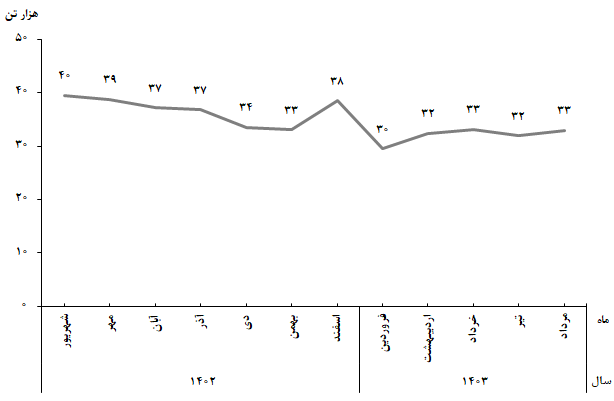 هزار تن
۵۰
۴۰
۳۰
۲۰
۱۰
۰
۴۰ ۳۹ ۳۷ ۳۷ ۳۴ ۳۳ ۳۸ ۳۰ ۳۲ ۳۳ ۳۲ ۳۳
شهریور
مهر
آبان
آذر
دی
بهمن
اسفند
فروردین
اردیبهشت
خرداد
تیر
مرداد
ماه
۱۴۰۲
۱۴۰۳
سال